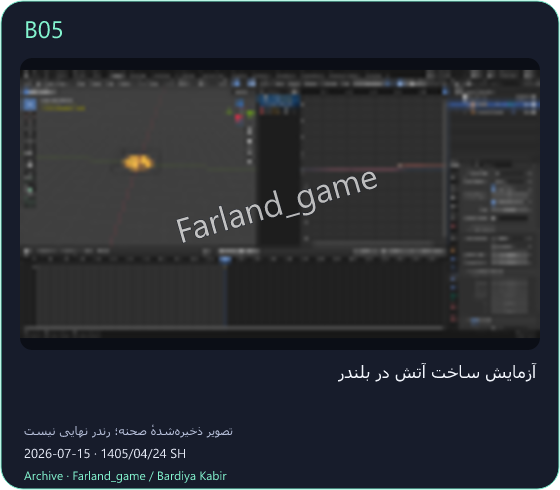 B05
Farland_game
آزمایش ساخت آتش در بلندر
تصویر ذخیره‌شدهٔ صحنه؛ رندر نهایی نیست
2026-07-15 · 1405/04/24 SH
Archive · Farland_game / Bardiya Kabir